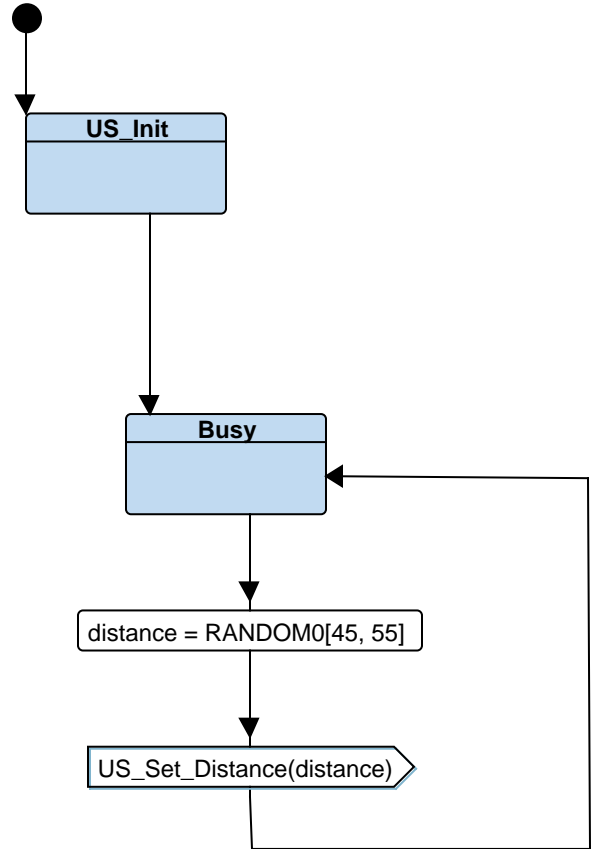 US_Init
Busy
distance = RANDOM0[45, 55]
US_Set_Distance(distance)